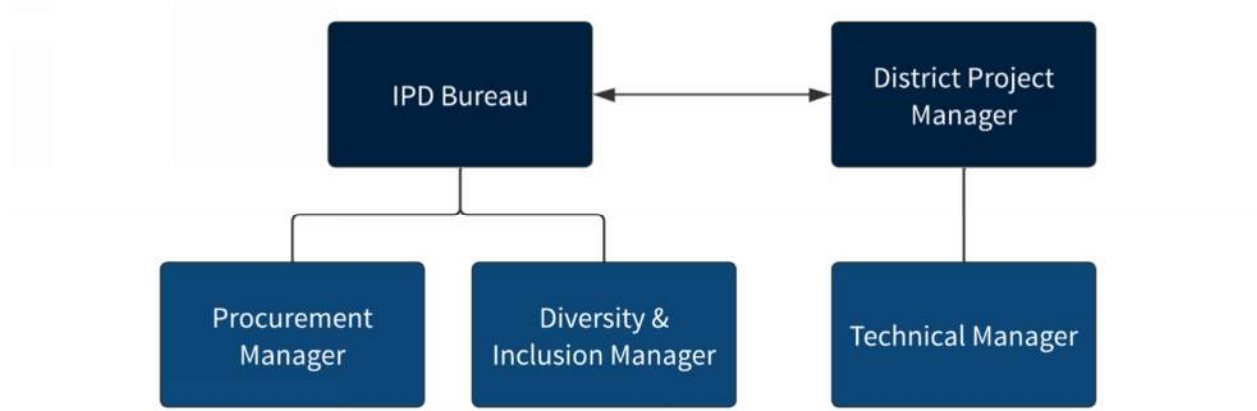 IPD Bureau
District Project
Manager
Procurement
Manager
Diversity &
Inclusion Manager
Technical Manager